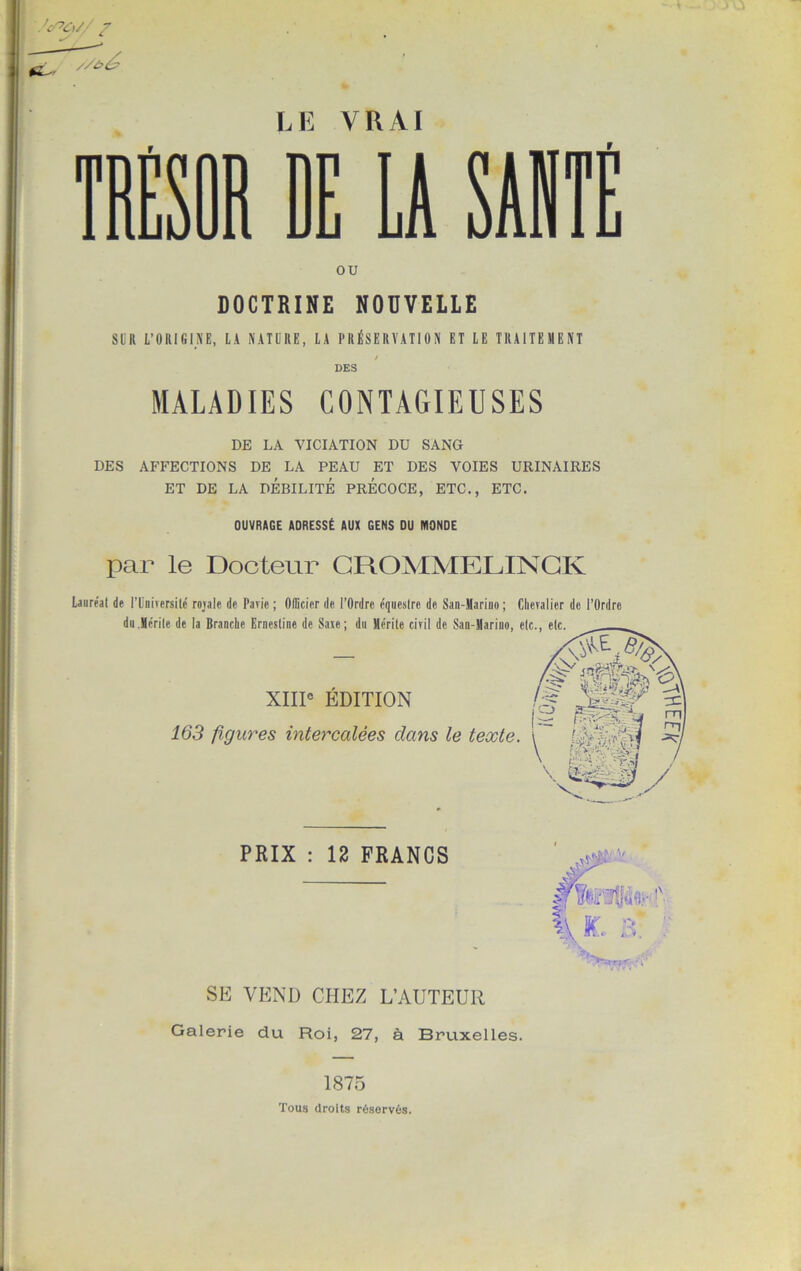 LE VRAI
TRÉSOR DE LA SANTÉ
OU
DOCTRINE NOUVELLE
SUR L'ORIGINE, LA NATURE, LA PRÉSERVATION ET LE TRAITEMENT
DES
MALADIES CONTAGIEUSES
DE LA VICIATION DU SANG
DES AFFECTIONS DE LA PEAU ET DES VOIES URINAIRES
ET DE LA DÉBILITÉ PRÉCOCE, ETC., ETC.
OUVRAGE ADRESSÉ AUX GENS DU MONDE
par le Docteur CROMMELINCK
Lauréat de l'Université royale de Pavie ; Officier de l'Ordre équestre de San-Marino ; Chevalier de l'Ordre
du Mérite de la Branche Ernestine de Saxe ; du Mérite civil de San-Marino, etc., etc.
XIIIe ÉDITION
163 figures intercalées dans le texte.
KONINKLIJKE BIBLIOTHEEK
PRIX : 12 FRANCS
K. B.
SE VEND CHEZ L'AUTEUR
Galerie du Roi, 27, à Bruxelles.
1875
Tous droits réservés.